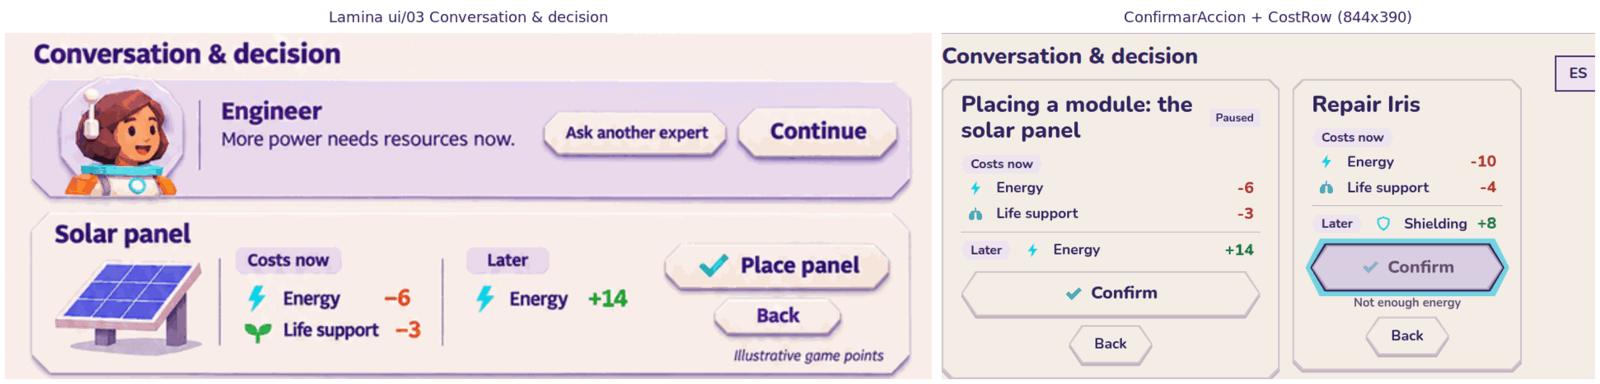 Lamina ui/03 Conversation & decision
Conversation & decision
Engineer
More power needs resources now.
Ask another expert
Continue
Solar panel
Costs now
Energy −6
Life support −3
Later
Energy +14
Place panel
Back
Illustrative game points
ConfirmarAccion + CostRow (844x390)
Conversation & decision
ES
Placing a module: the
solar panel
Paused
Costs now
Energy -6
Life support -3
Later Energy +14
Confirm
Back
Repair Iris
Costs now
Energy -10
Life support -4
Later Shielding +8
Confirm
Not enough energy
Back